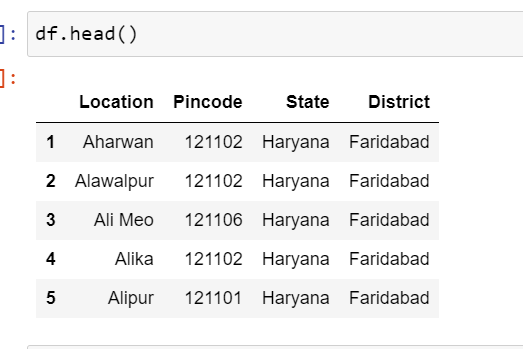 ]: df.head()
]:
Location Pincode State District
1 Aharwan 121102 Haryana Faridabad
2 Alawalpur 121102 Haryana Faridabad
3 Ali Meo 121106 Haryana Faridabad
4 Alika 121102 Haryana Faridabad
5 Alipur 121101 Haryana Faridabad